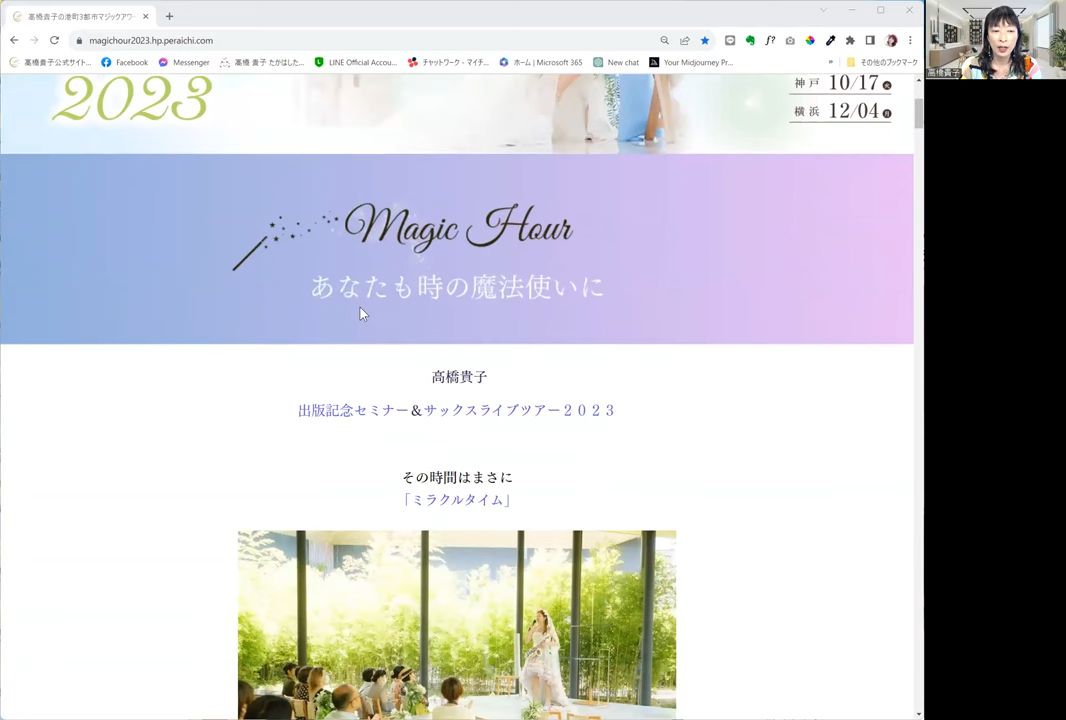 高橋貴子の港町3都市マジックアワ
magichour2023.hp.peraichi.com
高橋貴子公式サイト...
Facebook
Messenger
高橋 貴子 たかはした...
LINE Official Accou...
チャットワーク - マイチ...
ホーム | Microsoft 365
New chat
Your Midjourney Pr...
»
その他のブックマーク
高橋貴子
2023
神戸 10/17 火
横浜 12/04 月
Magic Hour
あなたも時の魔法使いに
高橋貴子
出版記念セミナー&サックスライブツアー2023
その時間はまさに
「ミラクルタイム」